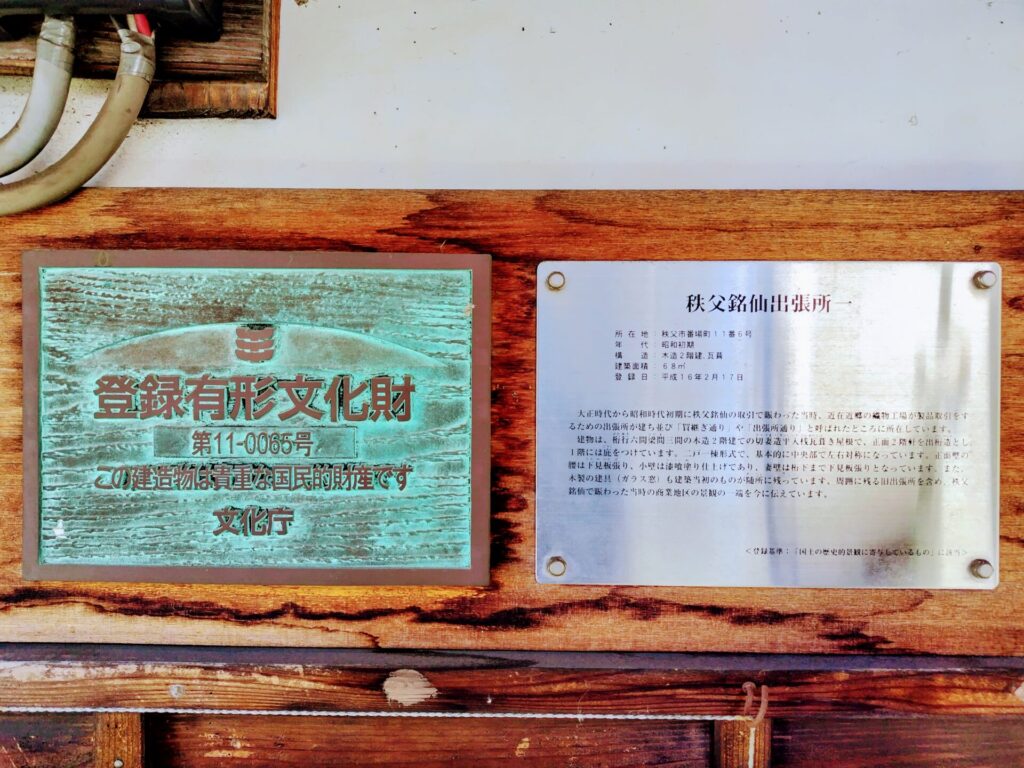 登録有形文化財
第11-0065号
この建造物は貴重な国民的財産です
文化庁
秩父銘仙出張所一
所在地：秩父市番場町１１番６号
年代：昭和初期
構造：木造２階建、瓦葺
建築面積：６８㎡
登録日：平成１６年２月１７日
大正時代から昭和時代初期に秩父銘仙の取引で賑わった当時、近在近郷の織物工場が製品取引をす
るための出張所が建ち並び「買継ぎ通り」や「出張所通り」と呼ばれたところに所在しています。
建物は、桁行六間梁間三間の木造２階建ての切妻造平入桟瓦葺き屋根で、正面２階軒を出桁造とし、
１階には庇をつけています。二戸一棟形式で、基本的に中央部で左右対称になっています。正面壁の
腰は下見板張り、小壁は漆喰塗り仕上げであり、妻壁は桁下まで下見板張りとなっています。また、
木製の建具（ガラス窓）も建築当初のものが随所に残っています。周囲に残る旧出張所を含め、秩父
銘仙で賑わった当時の商業地区の景観の一端を今に伝えています。
＜登録基準：「国土の歴史的景観に寄与しているもの」に該当＞